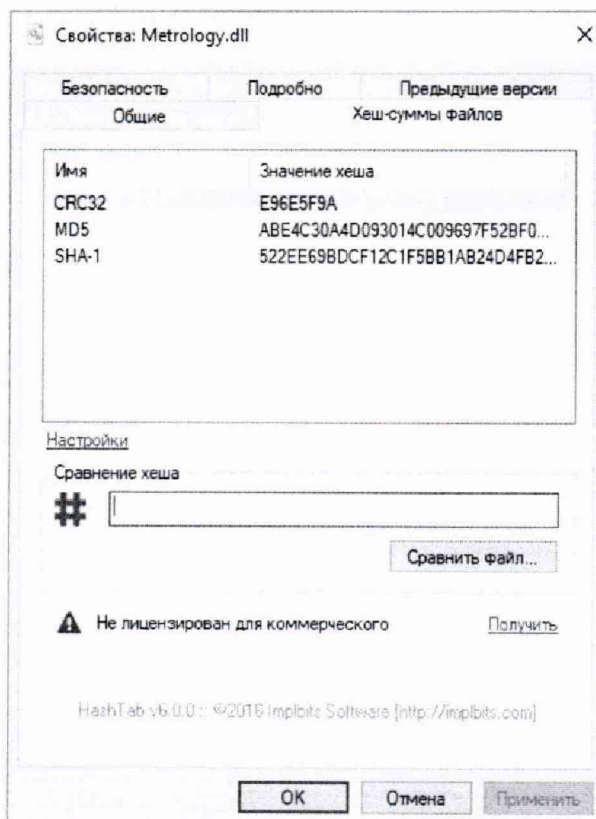 Свойства: Metrology.dll
Безопасность Подробно Предыдущие версии
Общие Хеш-суммы файлов
Имя Значение хеша
CRC32 E96E5F9A
MD5 ABE4C30A4D093014C009697F52BF0...
SHA-1 522EE69BDCF12C1F5BB1AB24D4FB2...
Настройки
Сравнение хеша
#
Сравнить файл...
Не лицензирован для коммерческого Получить
HashTab v6.0.0 :: ©2016 Implbits Software [http://implbits.com]
OK Отмена Применить